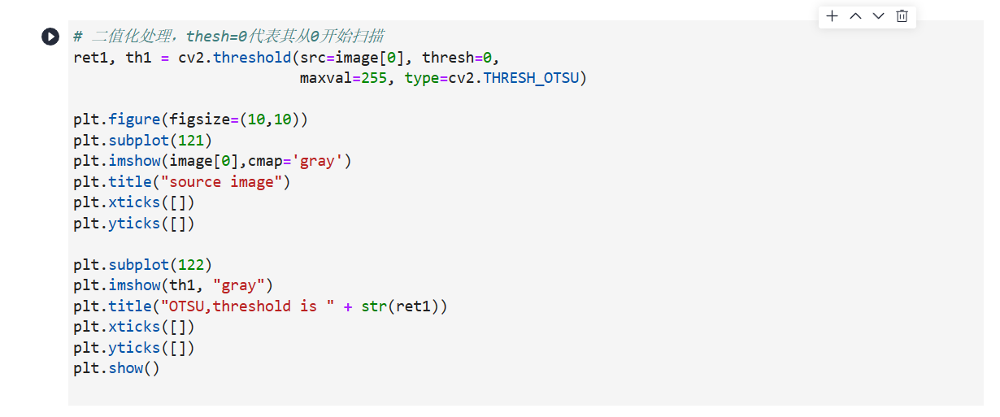 # 二值化处理，thesh=0代表其从0开始扫描
ret1, th1 = cv2.threshold(src=image[0], thresh=0,
                          maxval=255, type=cv2.THRESH_OTSU)

plt.figure(figsize=(10,10))
plt.subplot(121)
plt.imshow(image[0],cmap='gray')
plt.title("source image")
plt.xticks([])
plt.yticks([])

plt.subplot(122)
plt.imshow(th1, "gray")
plt.title("OTSU,threshold is " + str(ret1))
plt.xticks([])
plt.yticks([])
plt.show()